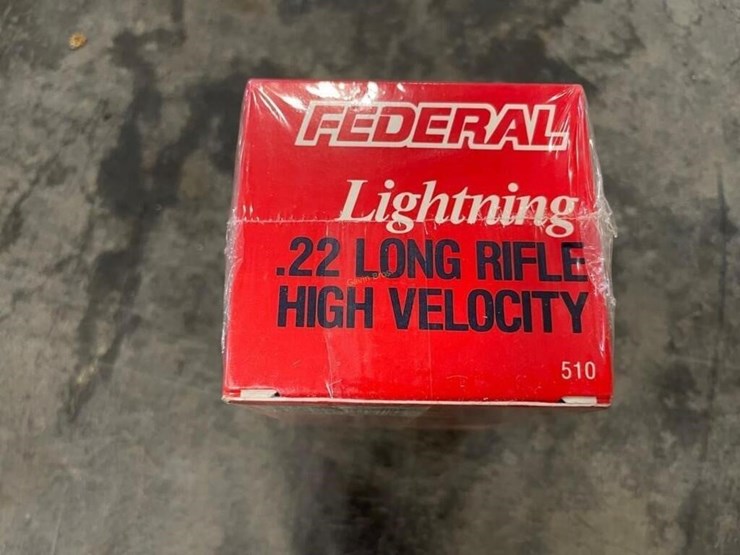 FEDERAL
Lightning
.22 LONG RIFLE
HIGH VELOCITY
510